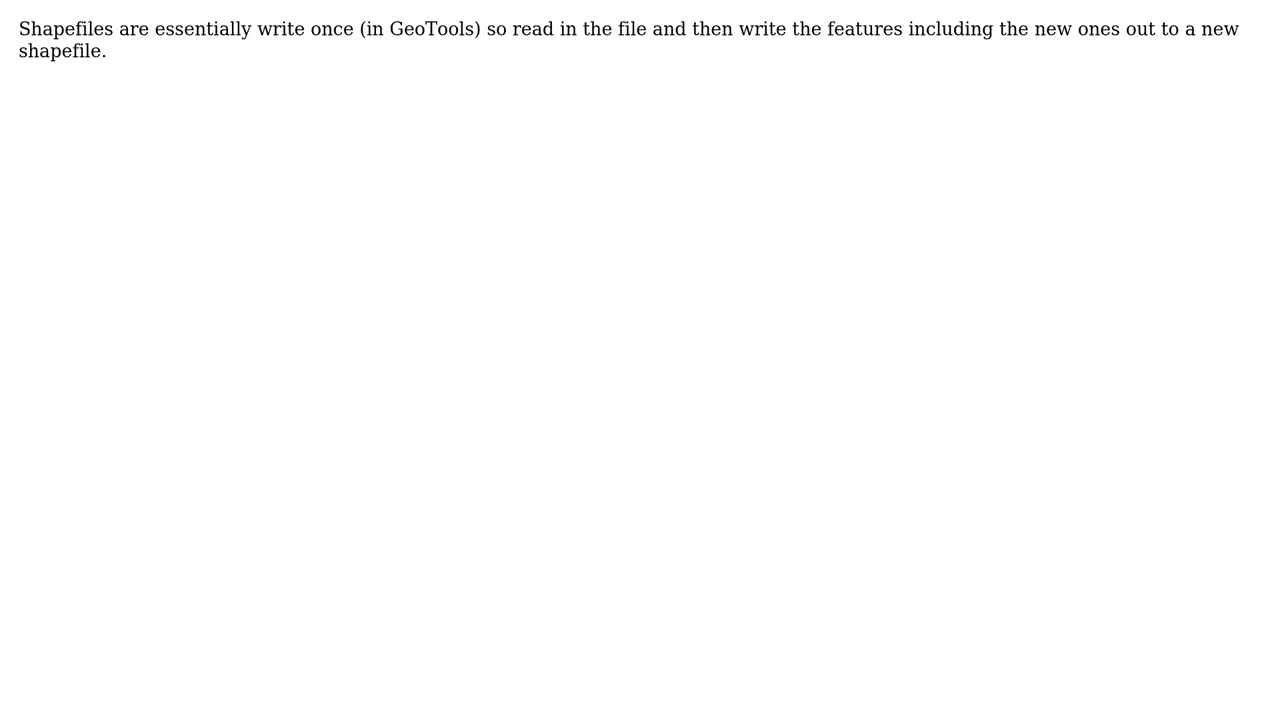 Shapefiles are essentially write once (in GeoTools) so read in the file and then write the features including the new ones out to a new
shapefile.